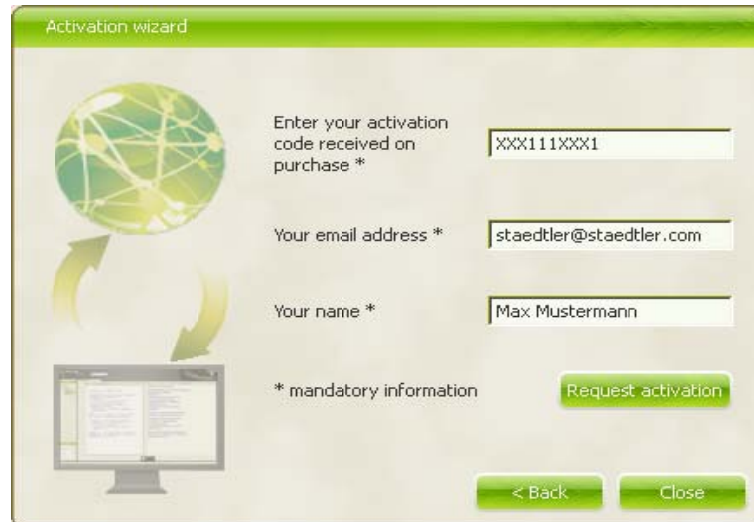 Activation wizard
Enter your activation
code received on
purchase *
XXX111XXX1
Your email address *
staedtler@staedtler.com
Your name *
Max Mustermann
* mandatory information
Request activation
< Back
Close